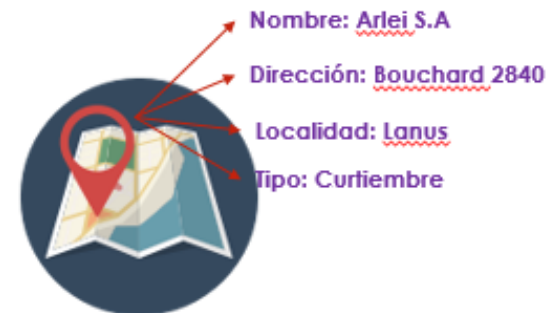 Nombre: Arlei S.A
Dirección: Bouchard 2840
Localidad: Lanus
Tipo: Curtiembre